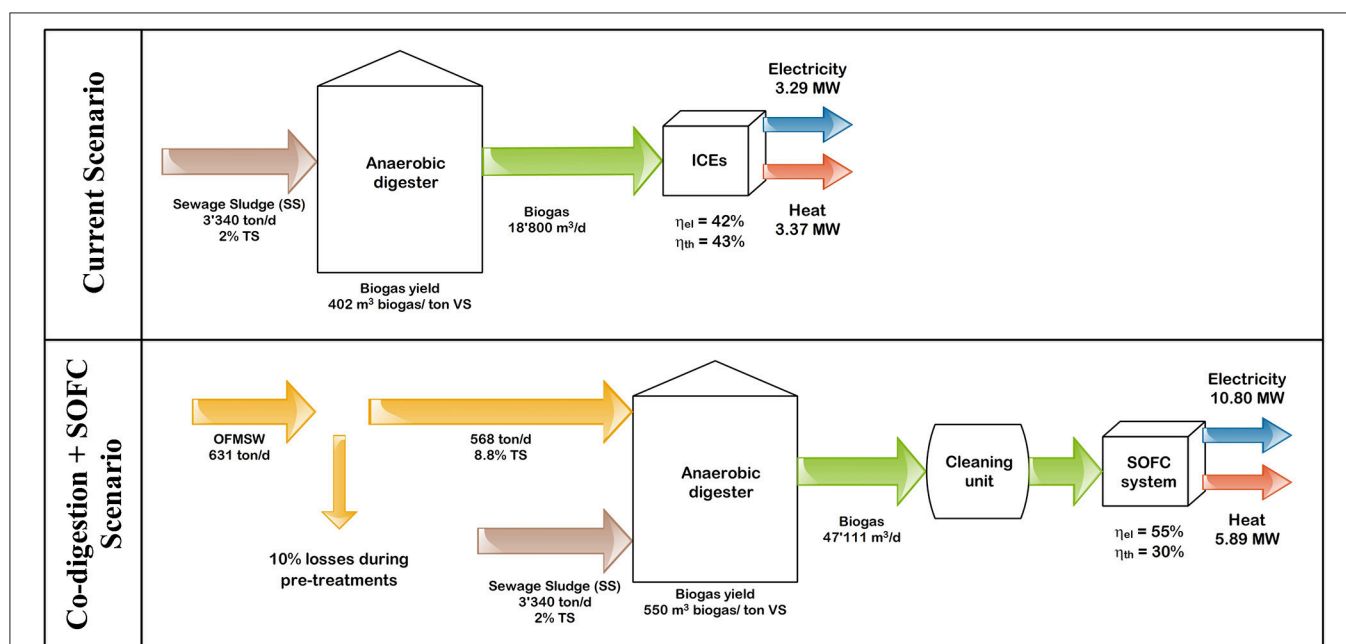 Current Scenario
Sewage Sludge (SS)
3'340 ton/d
2% TS
Anaerobic
digester
Biogas yield
402 m³ biogas/ ton VS
Biogas
18'800 m³/d
ICEs
ηel = 42%
ηth = 43%
Electricity
3.29 MW
Heat
3.37 MW
Co-digestion + SOFC
Scenario
OFMSW
631 ton/d
10% losses during
pre-treatments
568 ton/d
8.8% TS
Sewage Sludge (SS)
3'340 ton/d
2% TS
Anaerobic
digester
Biogas yield
550 m³ biogas/ ton VS
Biogas
47'111 m³/d
Cleaning
unit
SOFC
system
ηel = 55%
ηth = 30%
Electricity
10.80 MW
Heat
5.89 MW